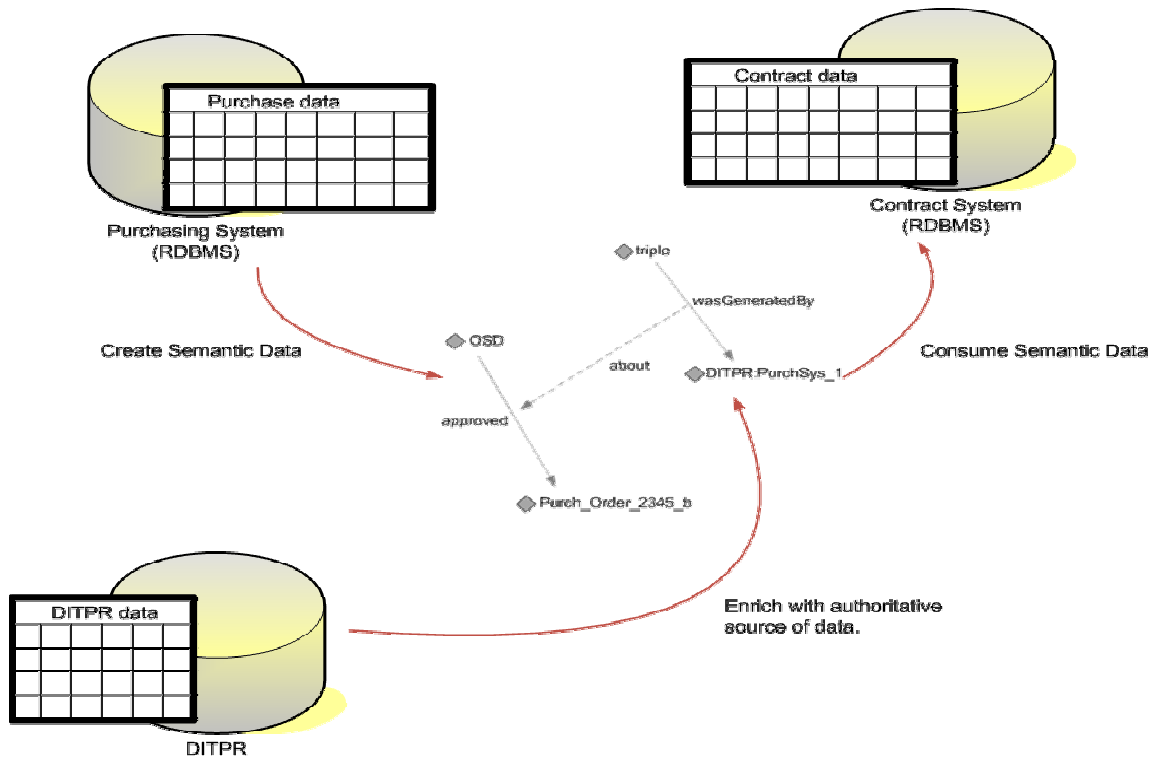 Contract data
Purchase data
Contract System
(RDBMS)
Purchasing System
(RDBMS)
triple
wasGeneratedBy
OSD
Create Semantic Data
Consume Semantic Data
about
DITPR:PurchSys_1
approved
Purch_Order_2345_b
DITPR data
Enrich with authoritative
source of data.
DITPR